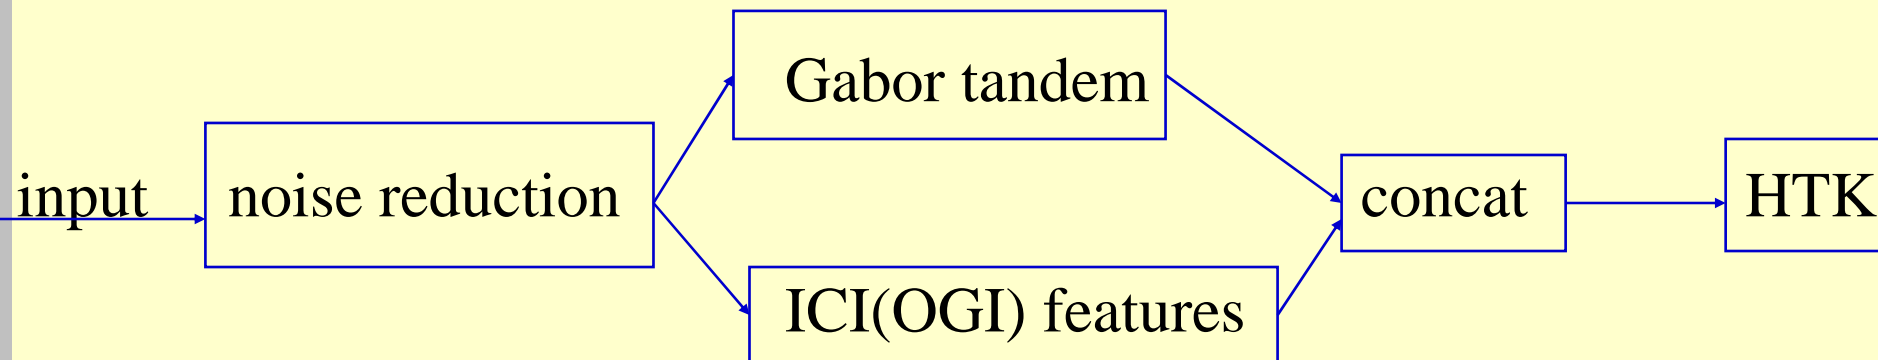 Gabor tandem
input
noise reduction
concat
HTK
ICI(OGI) features